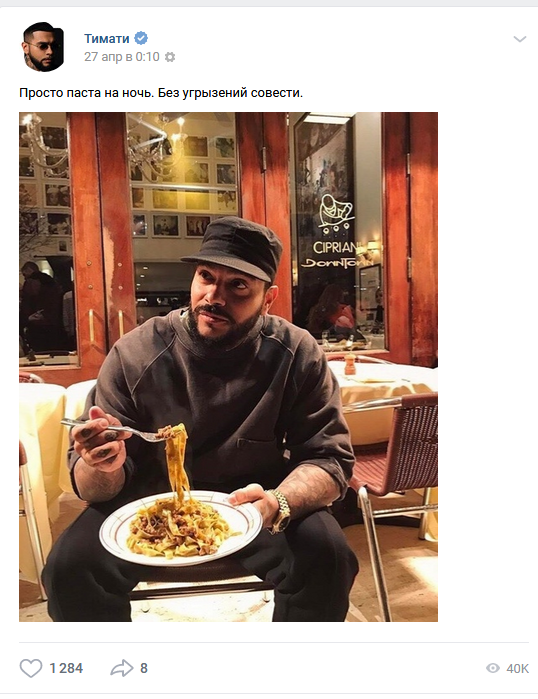 Тимати
27 апр в 0:10
Просто паста на ночь. Без угрызений совести.
CIPRIANI
DOWNTOWN
1 284
8
40K